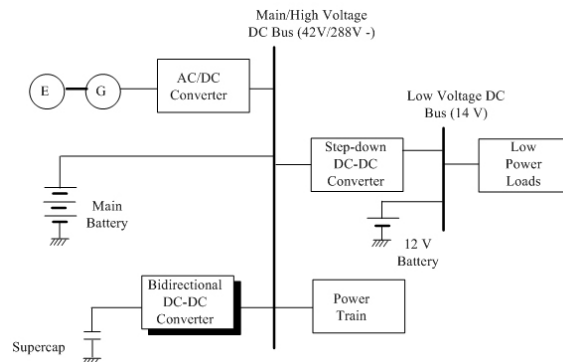 Main/High Voltage
DC Bus (42V/288V -)
E
G
AC/DC
Converter
Low Voltage DC
Bus (14 V)
Step-down
DC-DC
Converter
Low
Power
Loads
Main
Battery
12 V
Battery
Bidirectional
DC-DC
Converter
Power
Train
Supercap